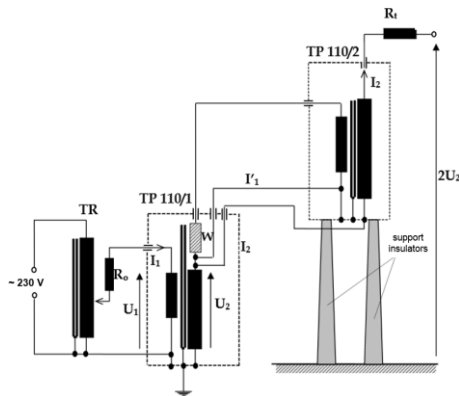 Rt
TP 110/2
I2
2U2
TP 110/1
I'1
TR
W
I2
I1
Ro
~ 230 V
U1
U2
support
insulators